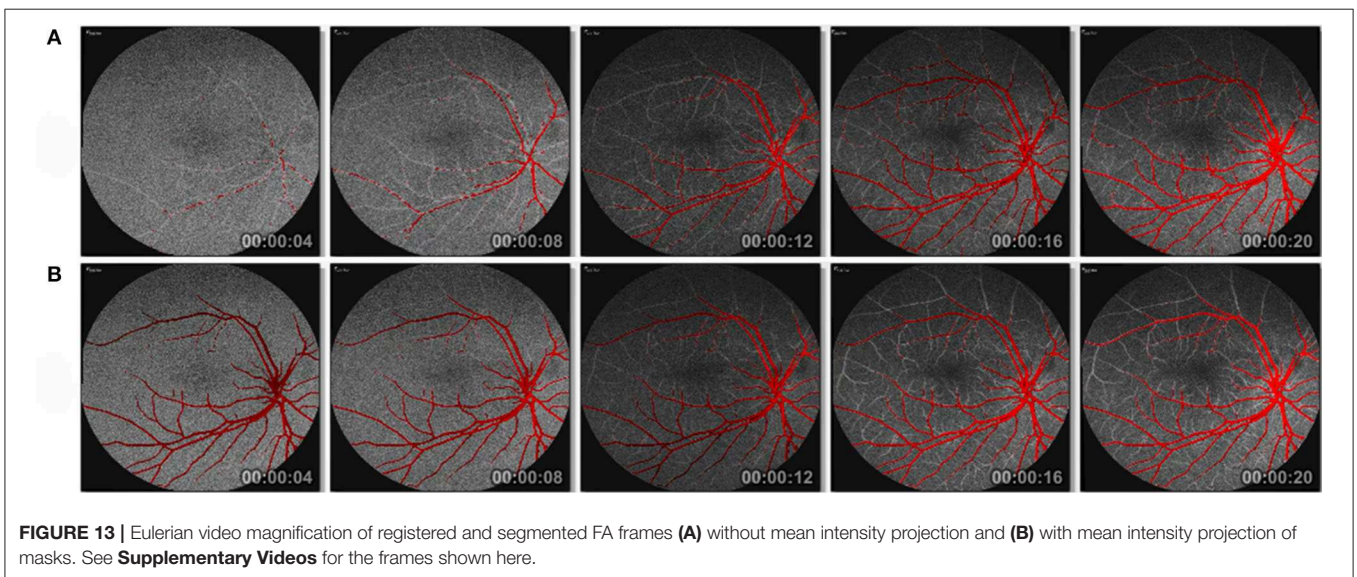 A
00:00:04 00:00:08 00:00:12 00:00:16 00:00:20
B
00:00:04 00:00:08 00:00:12 00:00:16 00:00:20
FIGURE 13 | Eulerian video magnification of registered and segmented FA frames (A) without mean intensity projection and (B) with mean intensity projection of
masks. See Supplementary Videos for the frames shown here.